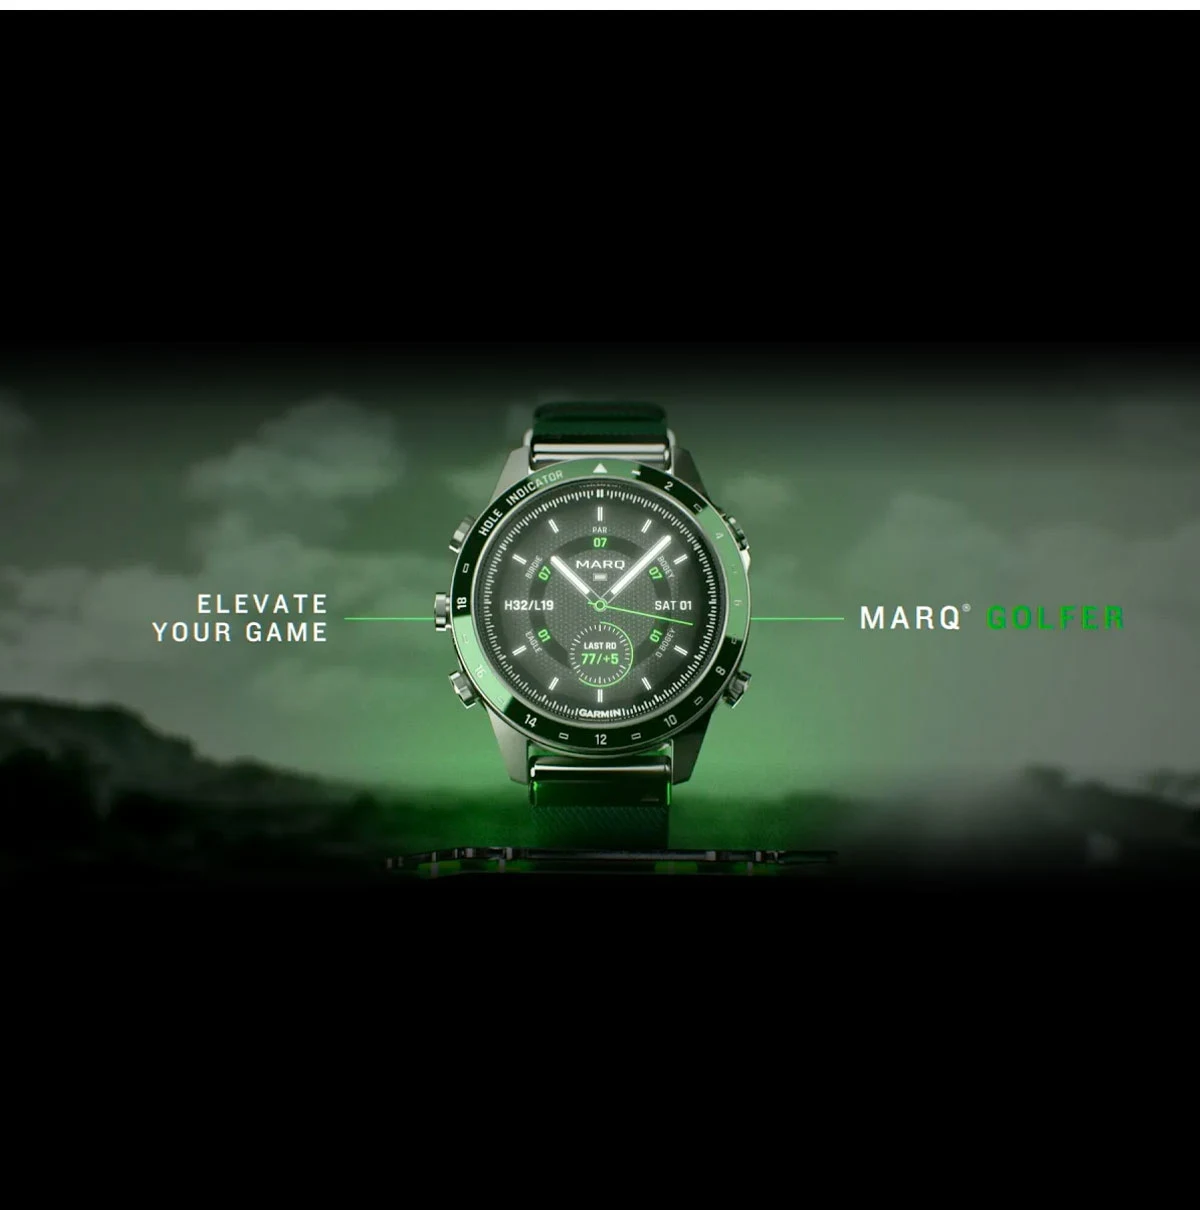 ELEVATE
YOUR GAME
MARQ® GOLFER
HOLE INDICATOR
2
4
6
8
10
12
14
16
18
PAR
07
BIRDIE
07
BOGEY
07
MARQ
H32/L19
SAT 01
EAGLE
01
D BOGEY
01
LAST RD
77/+5
GARMIN